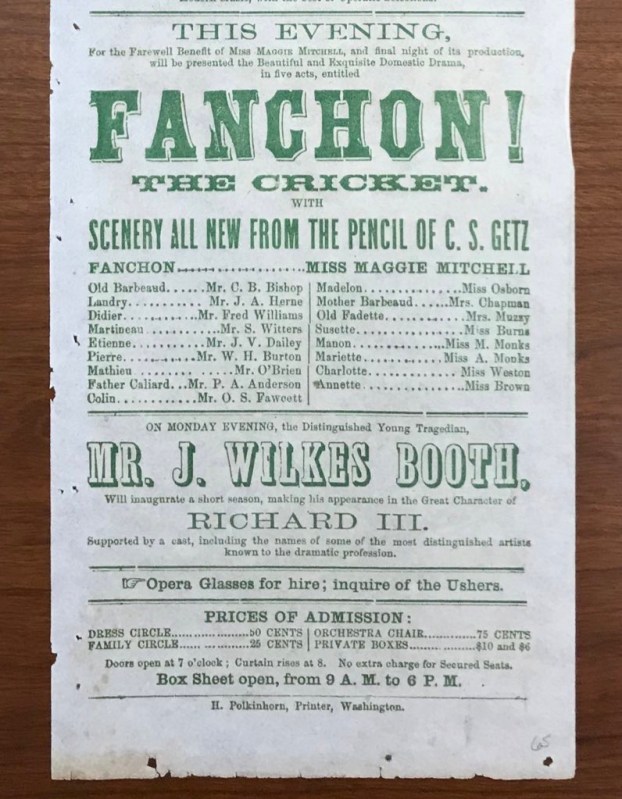 THIS EVENING,
For the Farewell Benefit of Miss Maggie Mitchell, and final night of its production,
will be presented the Beautiful and Exquisite Domestic Drama,
in five acts, entitled
FANCHON!
THE CRICKET.
WITH
SCENERY ALL NEW FROM THE PENCIL OF C. S. GETZ
FANCHON....................MISS MAGGIE MITCHELL
Old Barbeaud......Mr. C. B. Bishop
Landry..........Mr. J. A. Herne
Didier...........Mr. Fred Williams
Martineau..........Mr. S. Witters
Etienne...........Mr. J. V. Dailey
Pierre...........Mr. W. H. Burton
Mathieu..............Mr. O'Brien
Father Caliard...Mr. P. A. Anderson
Colin............Mr. O. S. Fawcett
Madelon..............Miss Osborn
Mother Barbeaud......Mrs. Chapman
Old Fadette............Mrs. Muzzy
Susette...............Miss Burns
Manon.............Miss M. Monks
Mariette...........Miss A. Monks
Charlotte............Miss Weston
Annette..............Miss Brown
ON MONDAY EVENING, the Distinguished Young Tragedian,
MR. J. WILKES BOOTH,
Will inaugurate a short season, making his appearance in the Great Character of
RICHARD III.
Supported by a cast, including the names of some of the most distinguished artists
known to the dramatic profession.
☞Opera Glasses for hire; inquire of the Ushers.
PRICES OF ADMISSION:
DRESS CIRCLE..................50 CENTS | ORCHESTRA CHAIR............75 CENTS
FAMILY CIRCLE................25 CENTS | PRIVATE BOXES...............$10 and $6
Doors open at 7 o'clock; Curtain rises at 8. No extra charge for Secured Seats.
Box Sheet open, from 9 A. M. to 6 P. M.
H. Polkinhorn, Printer, Washington.
65